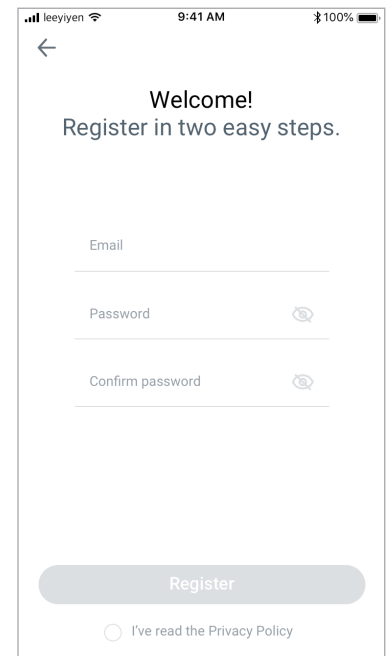 leeyiyen 9:41 AM 100%
Welcome!
Register in two easy steps.
Email
Password
Confirm password
Register
I've read the Privacy Policy